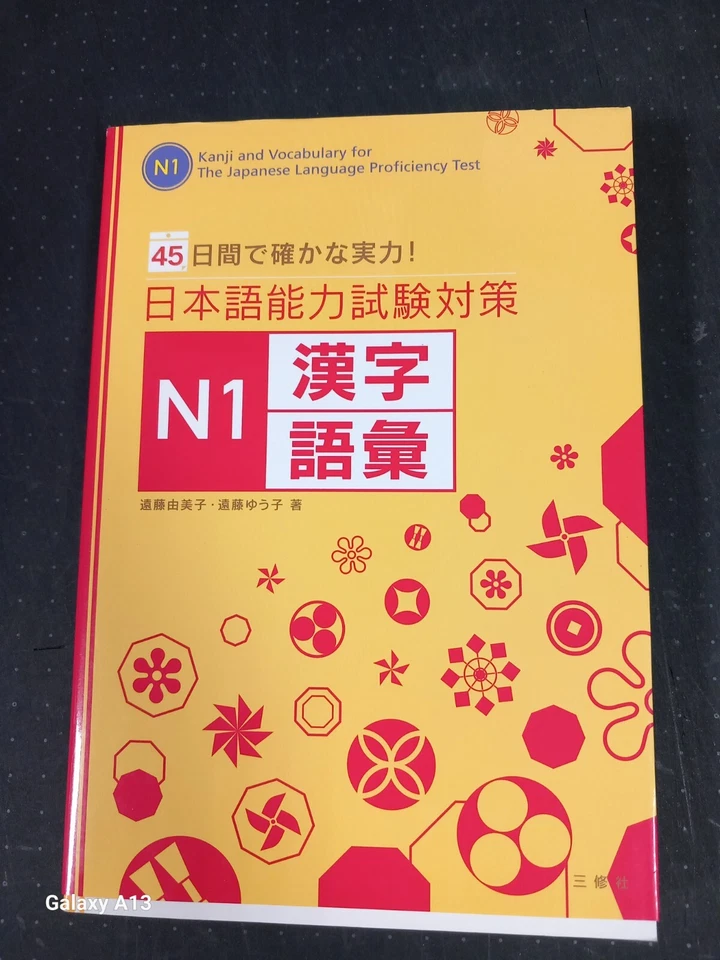 N1
Kanji and Vocabulary for
The Japanese Language Proficiency Test
45日間で確かな実力!
日本語能力試験対策
N1
漢字
語彙
遠藤由美子・遠藤ゆう子 著
三修社
Galaxy A13